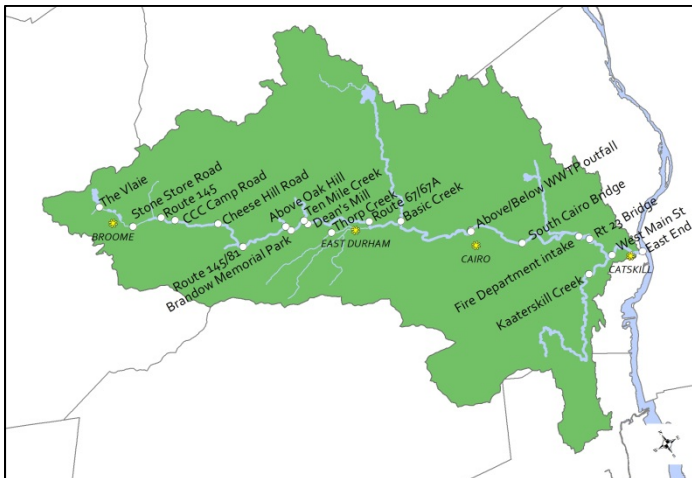 The Vlaie
BROOME
Stone Store Road
Route 145
CCC Camp Road
Cheese Hill Road
Route 145/81
Brandow Memorial Park
Above Oak Hill
Ten Mile Creek
Dean's Mill
Thorp Creek
EAST DURHAM
Route 67/67A
Basic Creek
Above/Below WWTP outfall
CAIRO
South Cairo Bridge
Fire Department intake
Rt 23 Bridge
Kaaterskill Creek
West Main St
CATSKILL
East End